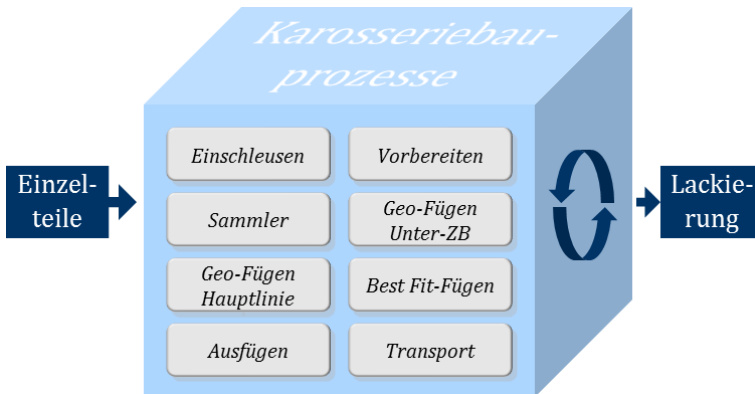 Karosseriebau-
prozesse
Einzel-
teile
Einschleusen
Vorbereiten
Sammler
Geo-Fügen
Unter-ZB
Geo-Fügen
Hauptlinie
Best Fit-Fügen
Ausfügen
Transport
Lackie-
rung